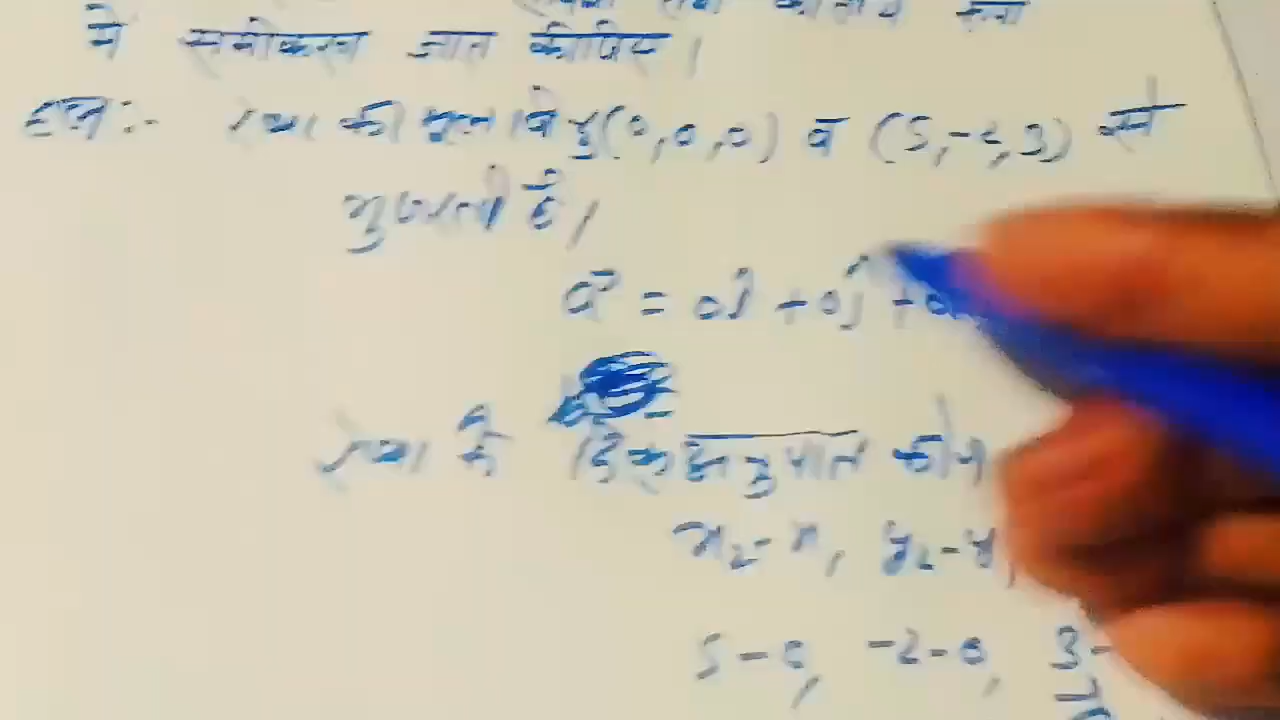 में समीकरण ज्ञात कीजिए।
हल:- रेखा की मूल बिंदु (0,0,0) व (5,-2,3) से
गुजरती है।
a⃗ = 0î + 0ĵ + 0
रेखा के दिक् अनुपात
x₂-x, y₂-y,
5-0, -2-0, 3-